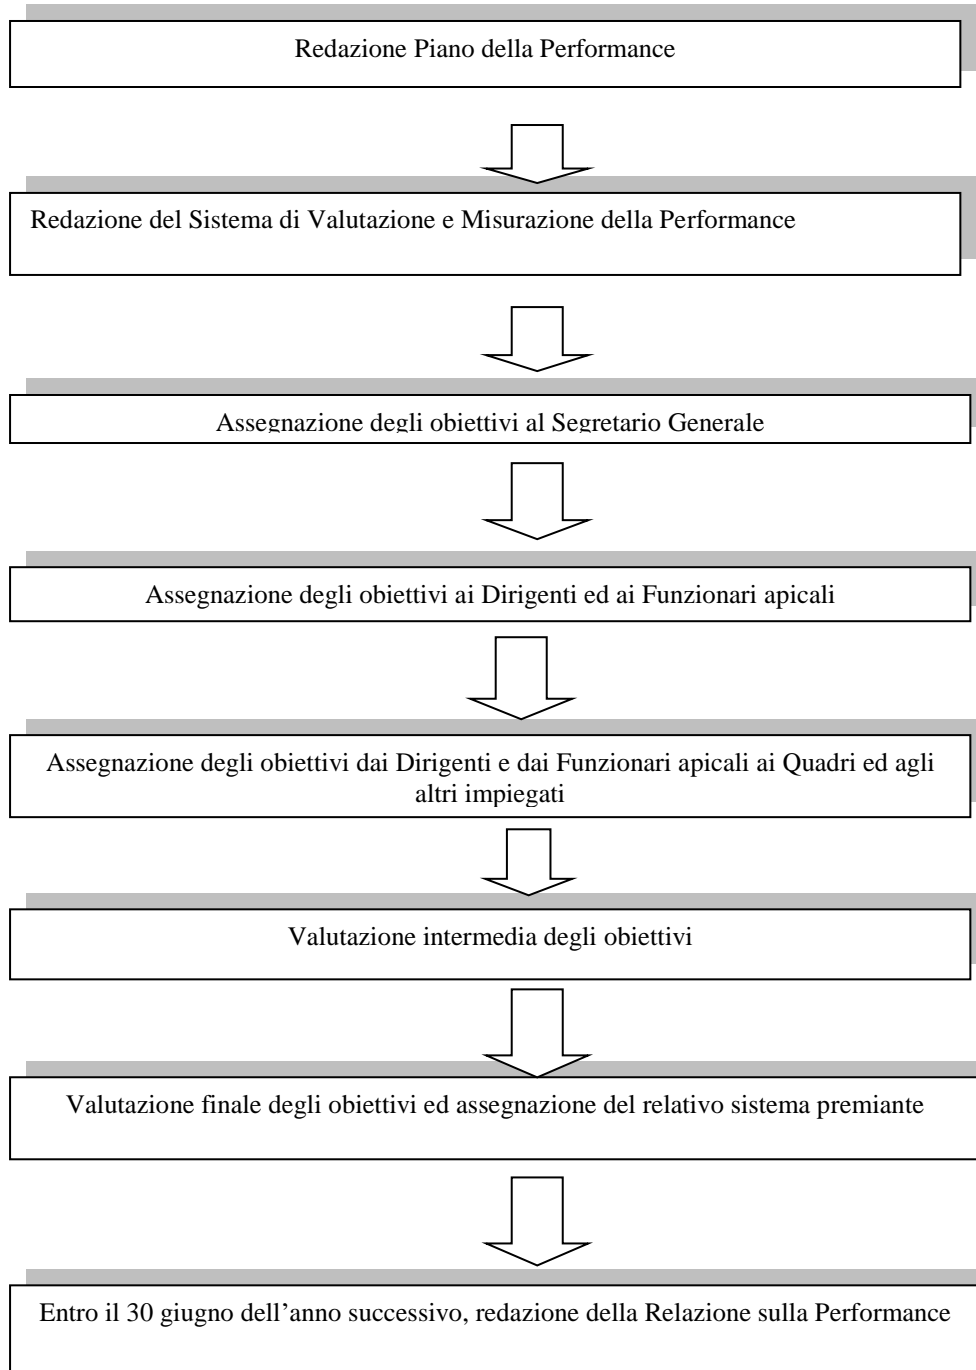 Redazione Piano della Performance
Redazione del Sistema di Valutazione e Misurazione della Performance
Assegnazione degli obiettivi al Segretario Generale
Assegnazione degli obiettivi ai Dirigenti ed ai Funzionari apicali
Assegnazione degli obiettivi dai Dirigenti e dai Funzionari apicali ai Quadri ed agli
altri impiegati
Valutazione intermedia degli obiettivi
Valutazione finale degli obiettivi ed assegnazione del relativo sistema premiante
Entro il 30 giugno dell’anno successivo, redazione della Relazione sulla Performance